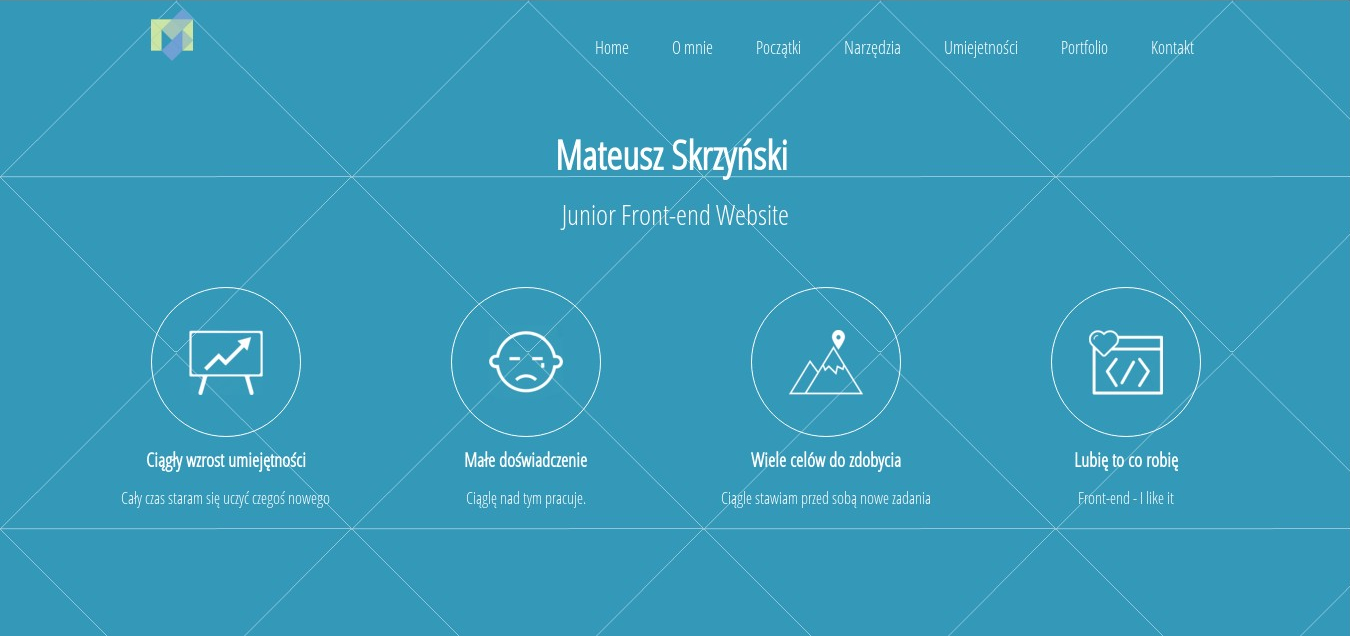 Home O mnie Początki Narzędzia Umiejetności Portfolio Kontakt
Mateusz Skrzyński
Junior Front-end Website
Ciągły wzrost umiejętności Małe doświadczenie Wiele celów do zdobycia Lubię to co robię
Cały czas staram się uczyć czegoś nowego Ciąglę nad tym pracuje. Ciągle stawiam przed sobą nowe zadania Front-end - I like it